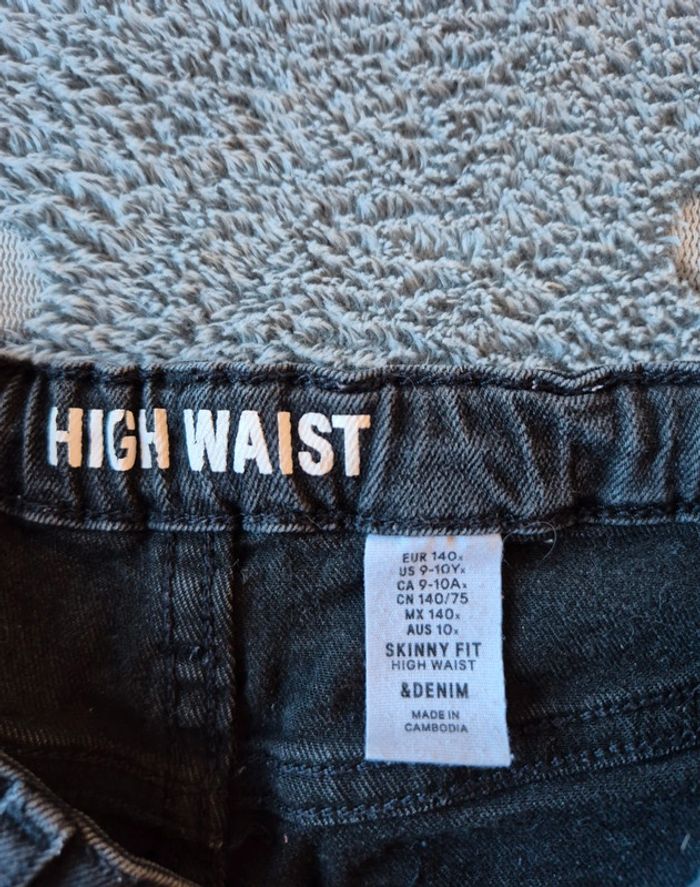 HIGH WAIST
EUR 140x
US 9-10Yx
CA 9-10Ax
CN 140/75
MX 140x
AUS 10x
SKINNY FIT
HIGH WAIST
&DENIM
MADE IN
CAMBODIA